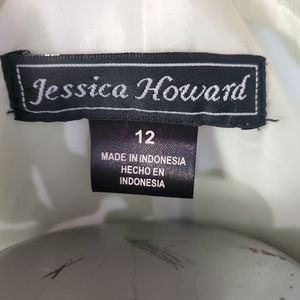 Jessica Howard
12
MADE IN INDONESIA
HECHO EN
INDONESIA